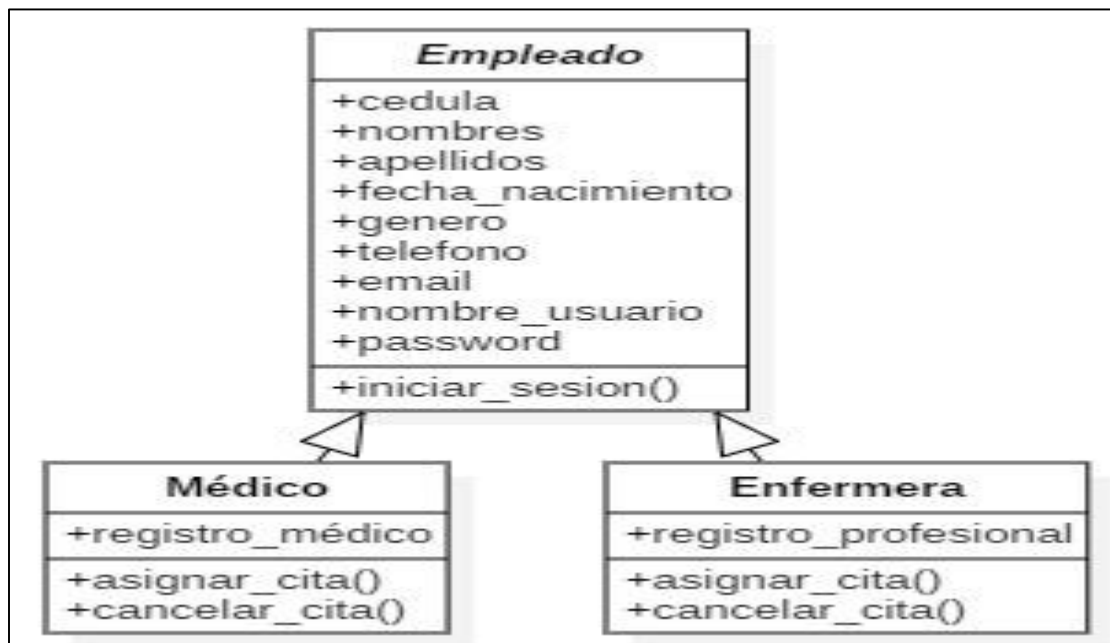 Empleado
+cedula
+nombres
+apellidos
+fecha_nacimiento
+genero
+telefono
+email
+nombre_usuario
+password
+iniciar_sesion()
Médico
+registro_médico
+asignar_cita()
+cancelar_cita()
Enfermera
+registro_profesional
+asignar_cita()
+cancelar_cita()